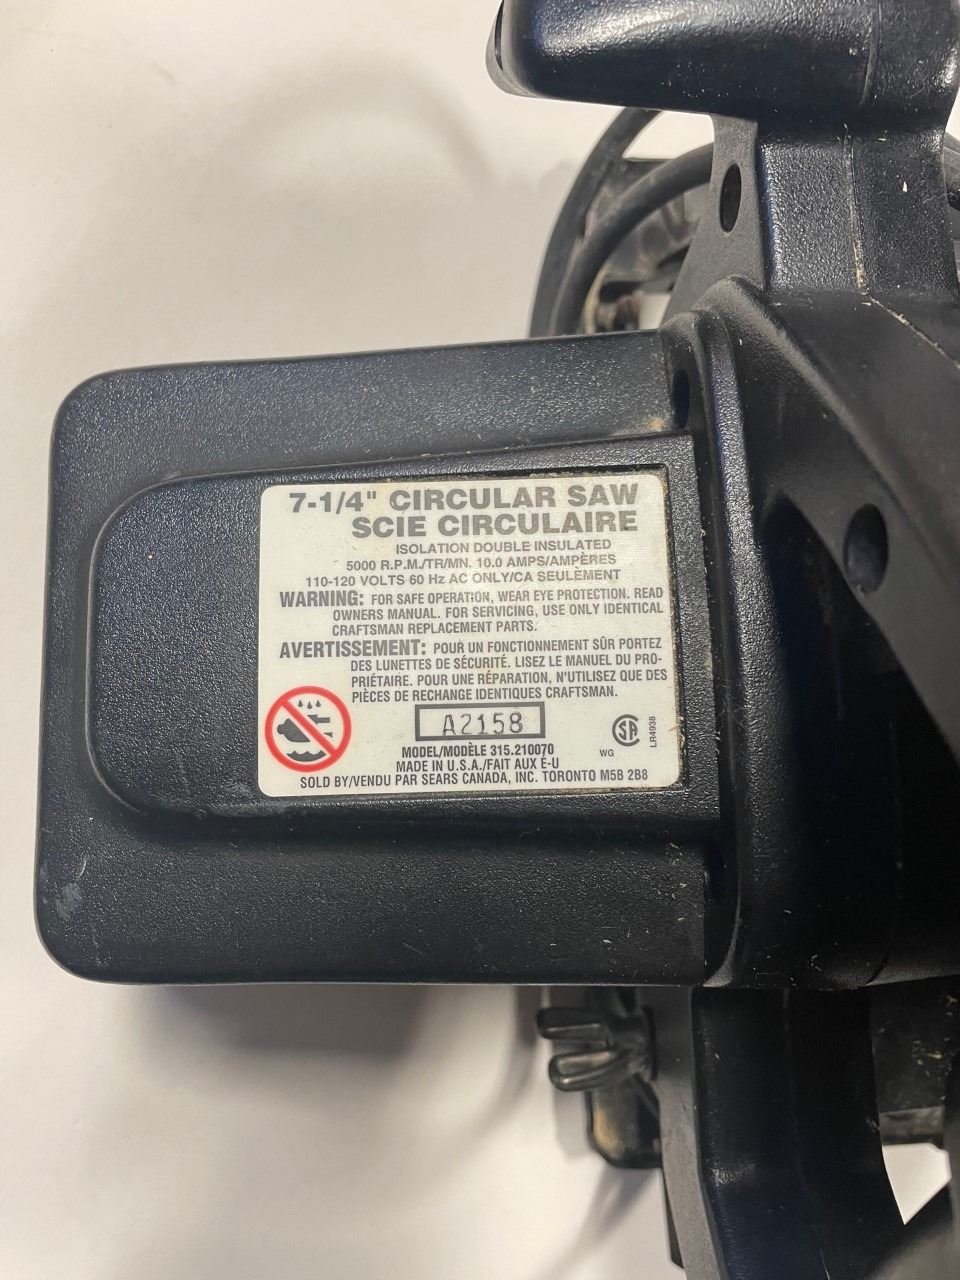 7-1/4" CIRCULAR SAW
SCIE CIRCULAIRE
ISOLATION DOUBLE INSULATED
5000 R.P.M./TR/MN. 10.0 AMPS/AMPÈRES
110-120 VOLTS 60 Hz AC ONLY/CA SEULEMENT
WARNING: FOR SAFE OPERATION, WEAR EYE PROTECTION. READ
OWNERS MANUAL. FOR SERVICING, USE ONLY IDENTICAL
CRAFTSMAN REPLACEMENT PARTS.
AVERTISSEMENT: POUR UN FONCTIONNEMENT SÛR PORTEZ
DES LUNETTES DE SÉCURITÉ. LISEZ LE MANUEL DU PRO-
PRIÉTAIRE. POUR UNE RÉPARATION, N'UTILISEZ QUE DES
PIÈCES DE RECHANGE IDENTIQUES CRAFTSMAN.
A2158
MODEL/MODÈLE 315.210070
MADE IN U.S.A./FAIT AUX É-U
SOLD BY/VENDU PAR SEARS CANADA, INC. TORONTO M5B 2B8
WG
SA
LR4938